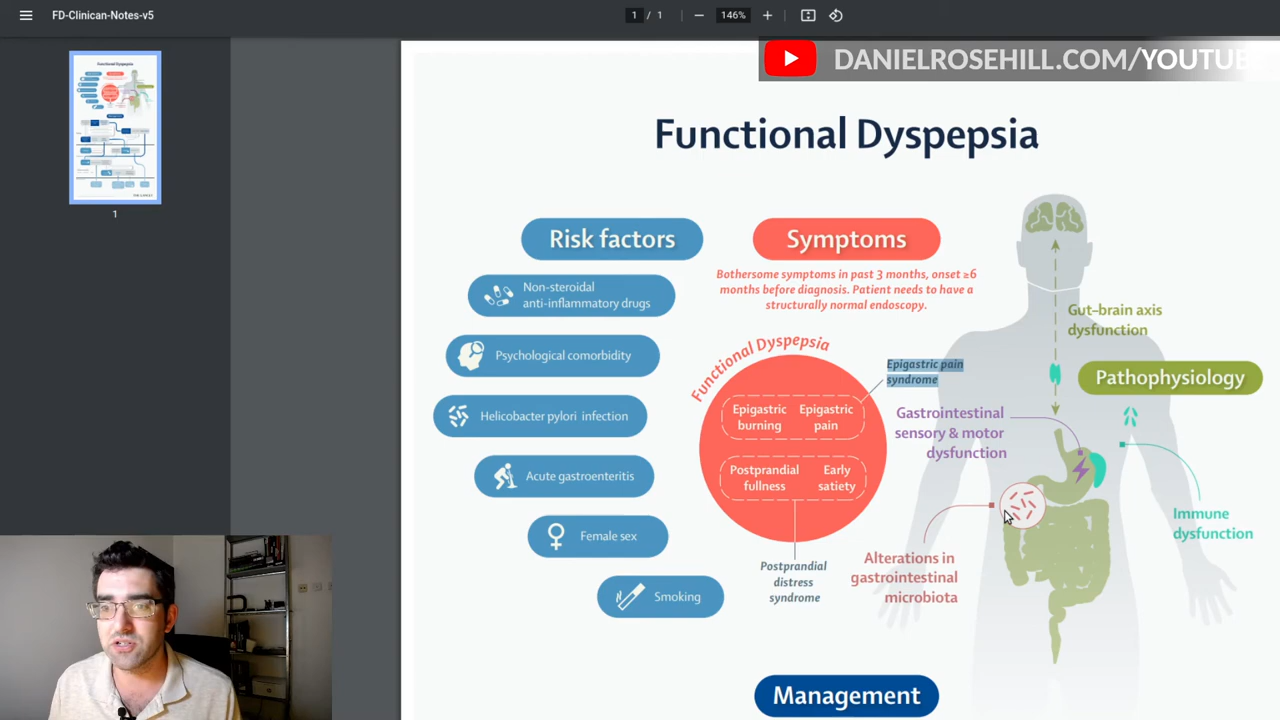 FD-Clinican-Notes-v5
1 / 1
146%
DANIELROSEHILL.COM/YOUTUBE
1
Functional Dyspepsia
Risk factors
Non-steroidal
anti-inflammatory drugs
Psychological comorbidity
Helicobacter pylori infection
Acute gastroenteritis
Female sex
Smoking
Symptoms
Bothersome symptoms in past 3 months, onset ≥6
months before diagnosis. Patient needs to have a
structurally normal endoscopy.
Functional Dyspepsia
Epigastric
burning
Epigastric
pain
Postprandial
fullness
Early
satiety
Epigastric pain
syndrome
Postprandial
distress
syndrome
Gut–brain axis
dysfunction
Pathophysiology
Gastrointestinal
sensory & motor
dysfunction
Immune
dysfunction
Alterations in
gastrointestinal
microbiota
Management